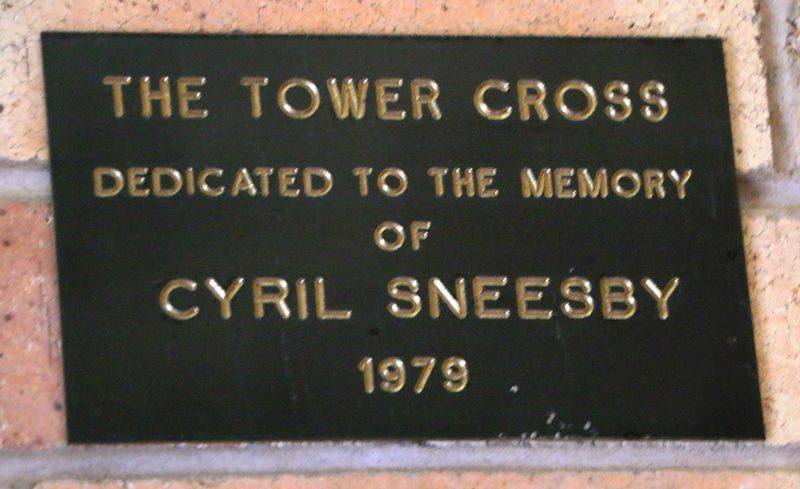 THE TOWER CROSS
DEDICATED TO THE MEMORY
OF
CYRIL SNEESBY
1979